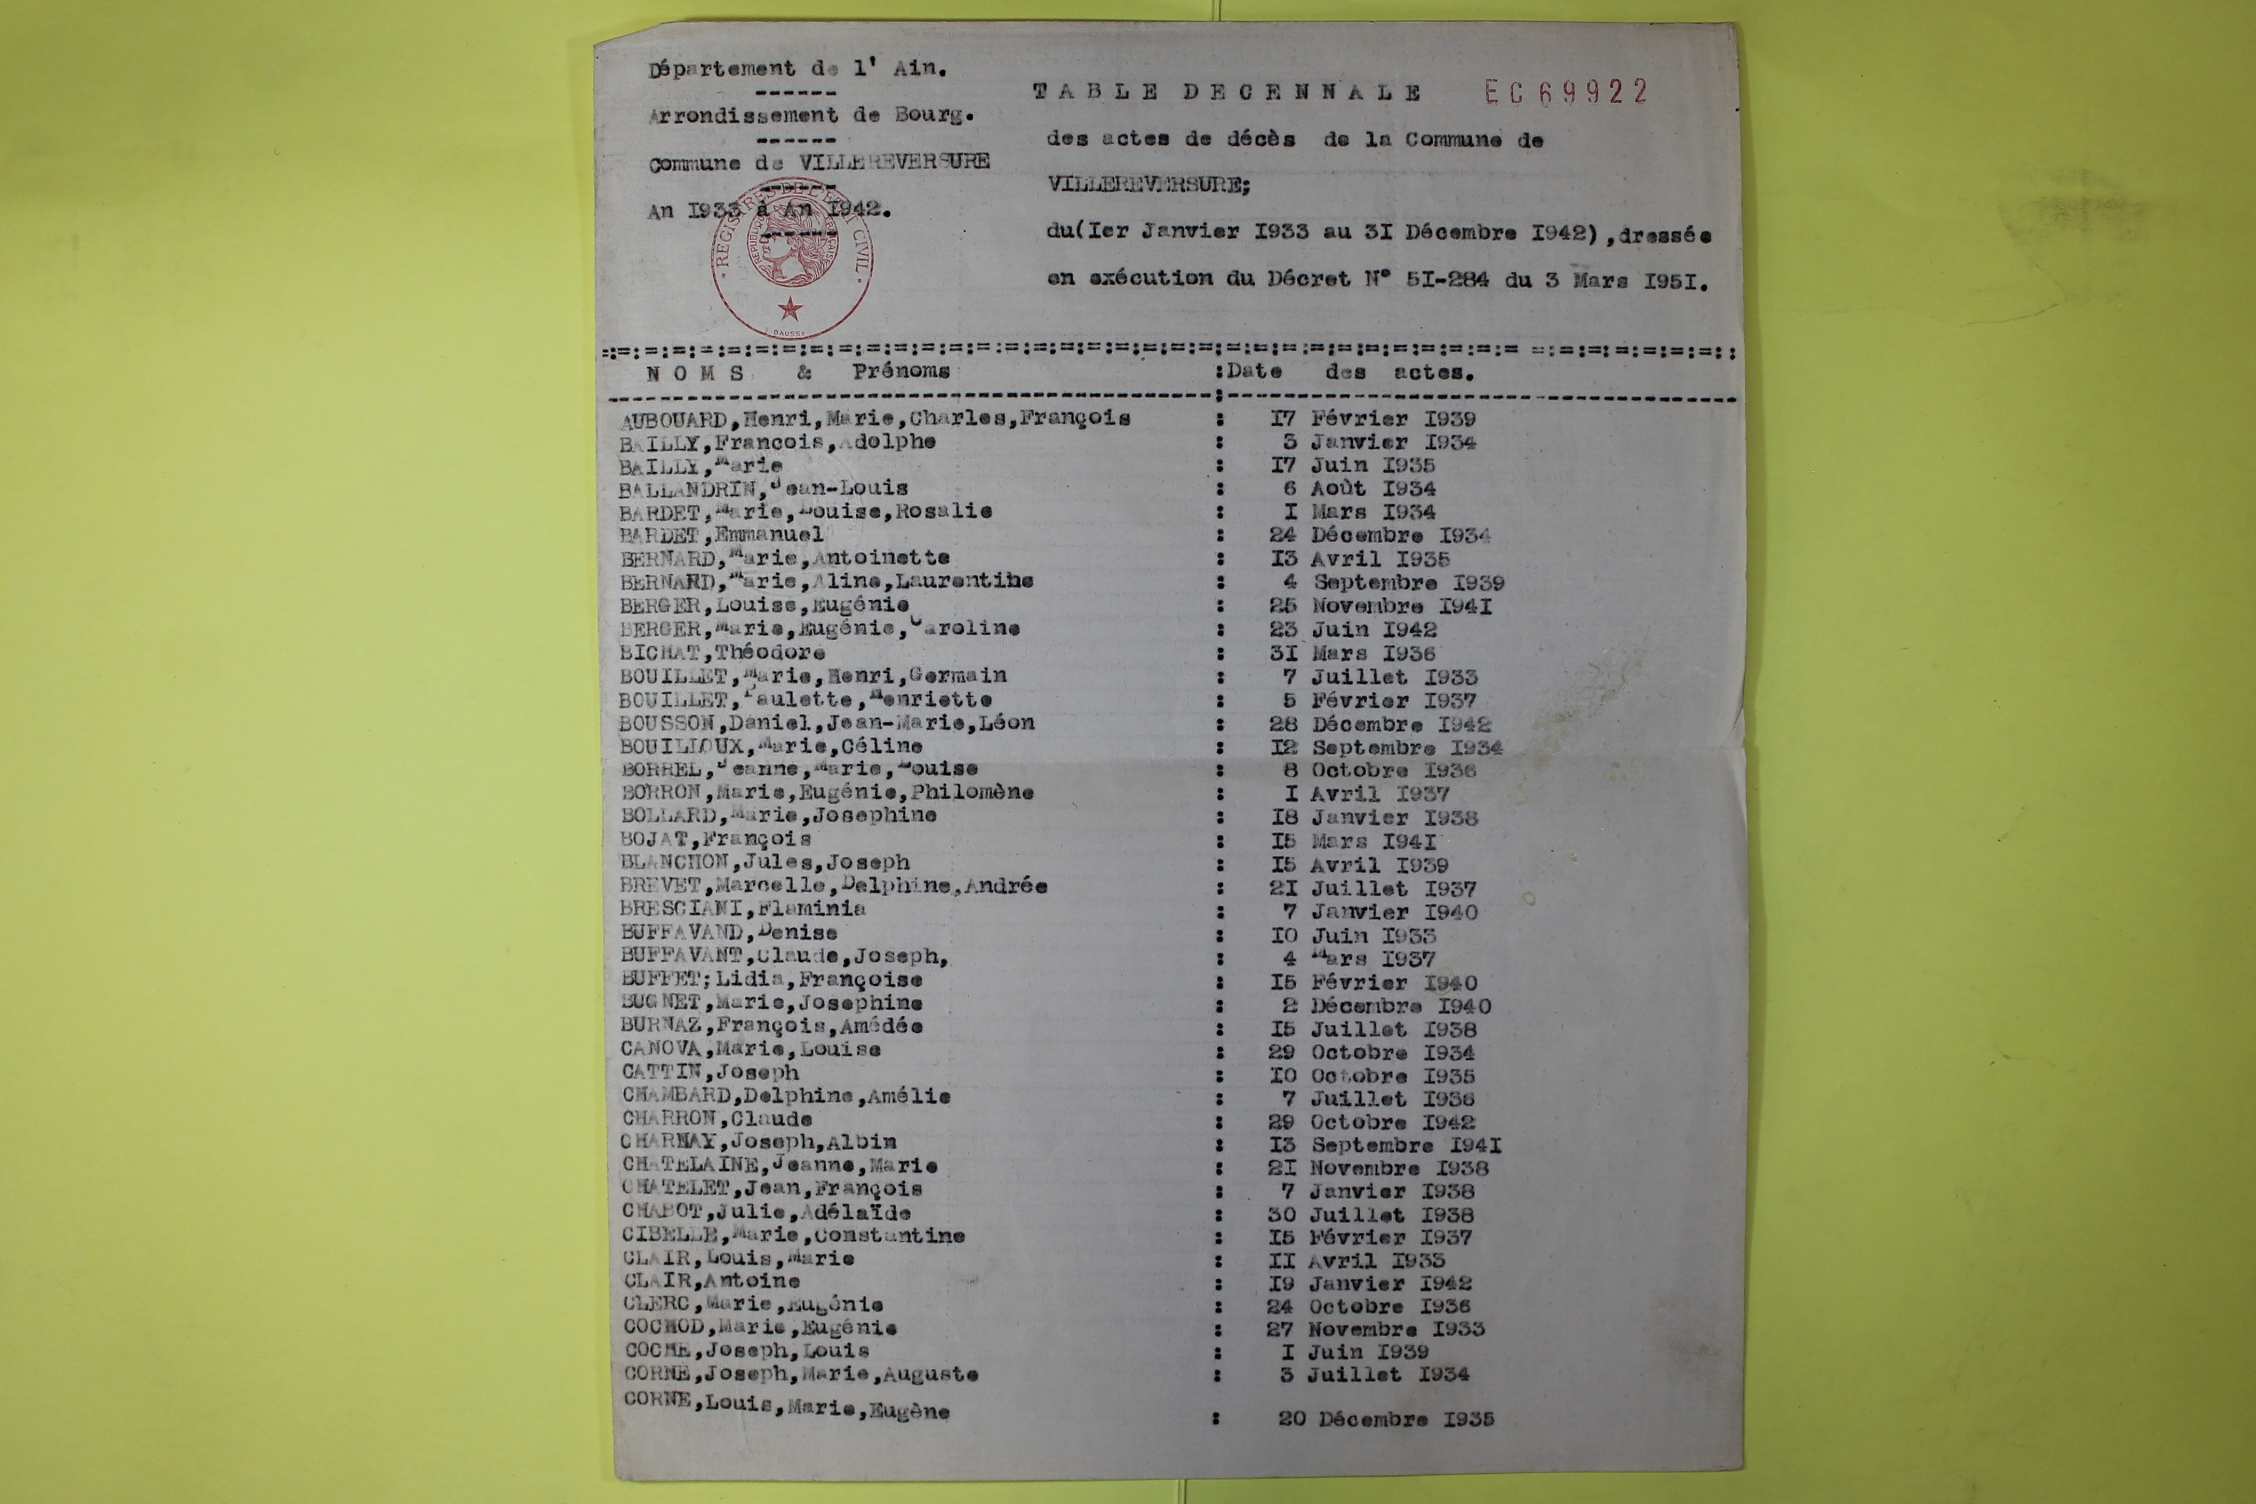 Département de l' Ain.
------
Arrondissement de Bourg.
------
Commune de VILLEREVERSURE
------
An I933 à An I942.
------
REGISTRES DE L'ETAT CIVIL
REPUBLIQUE FRANCAISE
TABLE DECENNALE
EC69922
des actes de décès de la Commune de
VILLEREVERSURE;
du(Ier Janvier I933 au 3I Décembre I942),dressée
en exécution du Décret N° 5I-284 du 3 Mars I95I.
NOMS & Prénoms :Date des actes.
AUBOUARD,Henri,Marie,Charles,François : I7 Février I939
BAILLY,Francois,Adolphe : 3 Janvier I934
BAILLY,Marie : I7 Juin I935
BALLANDRIN,Jean-Louis : 6 Août I934
BARDET,Marie,Louise,Rosalie : I Mars I934
BARDET,Emmanuel : 24 Décembre I934
BERNARD,Marie,Antoinette : I3 Avril I935
BERNARD,Marie,Aline,Laurentine : 4 Septembre I939
BERGER,Louise,Eugénie : 25 Novembre I94I
BERGER,Marie,Eugénie,Caroline : 23 Juin I942
BICHAT,Théodore : 3I Mars I936
BOUILLET,Marie,Henri,Germain : 7 Juillet I933
BOUILLET,Paulette,Henriette : 5 Février I937
BOUSSON,Daniel,Jean-Marie,Léon : 28 Décembre I942
BOUILLOUX,Marie,Céline : I2 Septembre I934
BORREL,Jeanne,Marie,Louise : 8 Octobre I936
BORRON,Marie,Eugénie,Philomène : I Avril I937
BOLLARD,Marie,Josephine : I8 Janvier I938
BOJAT,François : I5 Mars I94I
BLANCHON,Jules,Joseph : I5 Avril I939
BREVET,Marcelle,Delphine,Andrée : 2I Juillet I937
BRESCIANI,Flaminia : 7 Janvier I940
BUFFAVAND,Denise : I0 Juin I933
BUFFAVANT,Claude,Joseph, : 4 Mars I937
BUFFET;Lidia,Françoise : I5 Février I940
BUGNET,Marie,Josephine : 2 Décembre I940
BURNAZ,François,Amédée : I5 Juillet I938
CANOVA,Marie,Louise : 29 Octobre I934
CATTIN,Joseph : I0 Octobre I935
CHAMBARD,Delphine,Amélie : 7 Juillet I936
CHARRON,Claude : 29 Octobre I942
CHARNAY,Joseph,Albin : I3 Septembre I94I
CHATELAINE,Jeanne,Marie : 2I Novembre I938
CHATELET,Jean,François : 7 Janvier I938
CHABOT,Julie,Adélaïde : 30 Juillet I938
CIBELLE,Marie,Constantine : I5 Février I937
CLAIR,Louis,Marie : II Avril I933
CLAIR,Antoine : I9 Janvier I942
CLERC,Marie,Eugénie : 24 Octobre I936
COCHOD,Marie,Eugénie : 27 Novembre I933
COCHE,Joseph,Louis : I Juin I939
CORNE,Joseph,Marie,Auguste : 3 Juillet I934
CORNE,Louis,Marie,Eugène : 20 Décembre I935